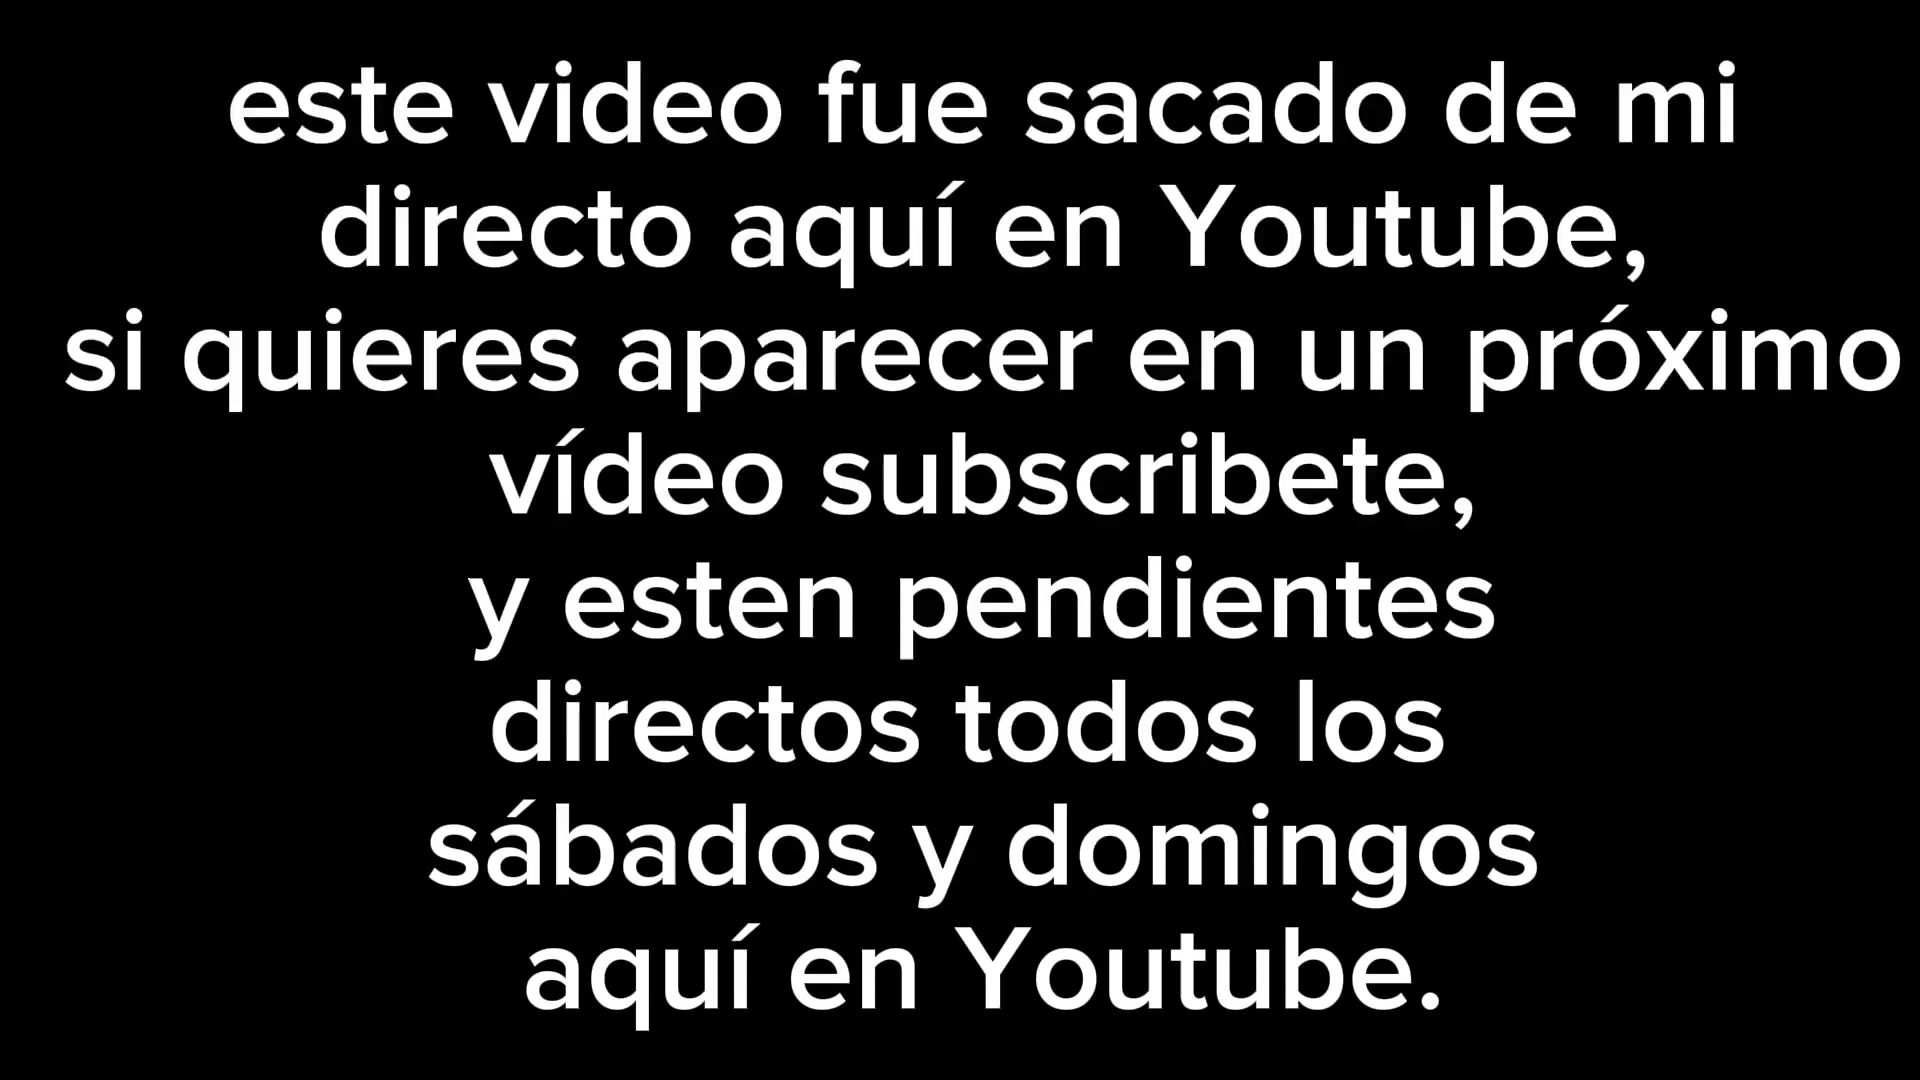 este video fue sacado de mi
directo aquí en Youtube,
si quieres aparecer en un próximo
vídeo subscribete,
y esten pendientes
directos todos los
sábados y domingos
aquí en Youtube.